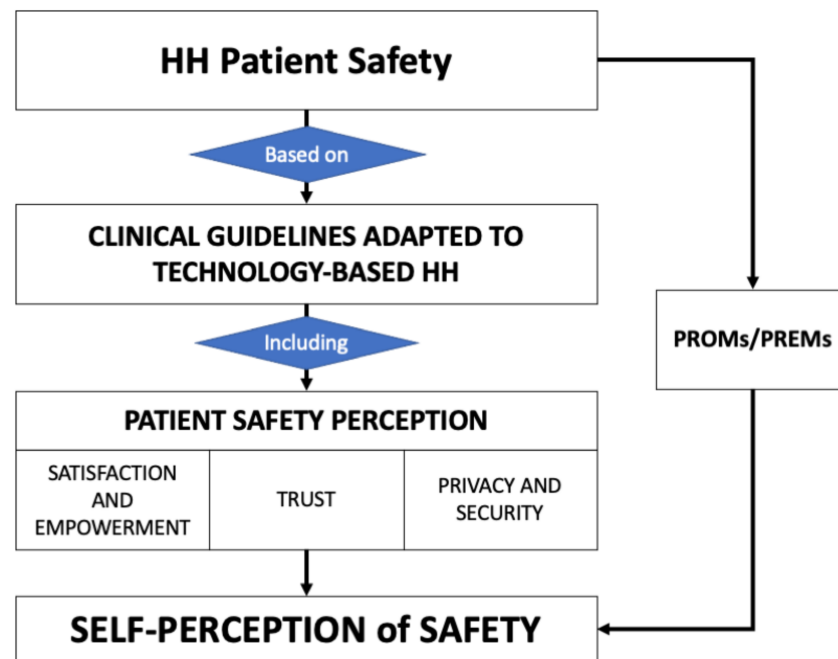 HH Patient Safety
Based on
CLINICAL GUIDELINES ADAPTED TO
TECHNOLOGY-BASED HH
Including
PROMs/PREMs
PATIENT SAFETY PERCEPTION
SATISFACTION
AND
EMPOWERMENT
TRUST
PRIVACY AND
SECURITY
SELF-PERCEPTION of SAFETY